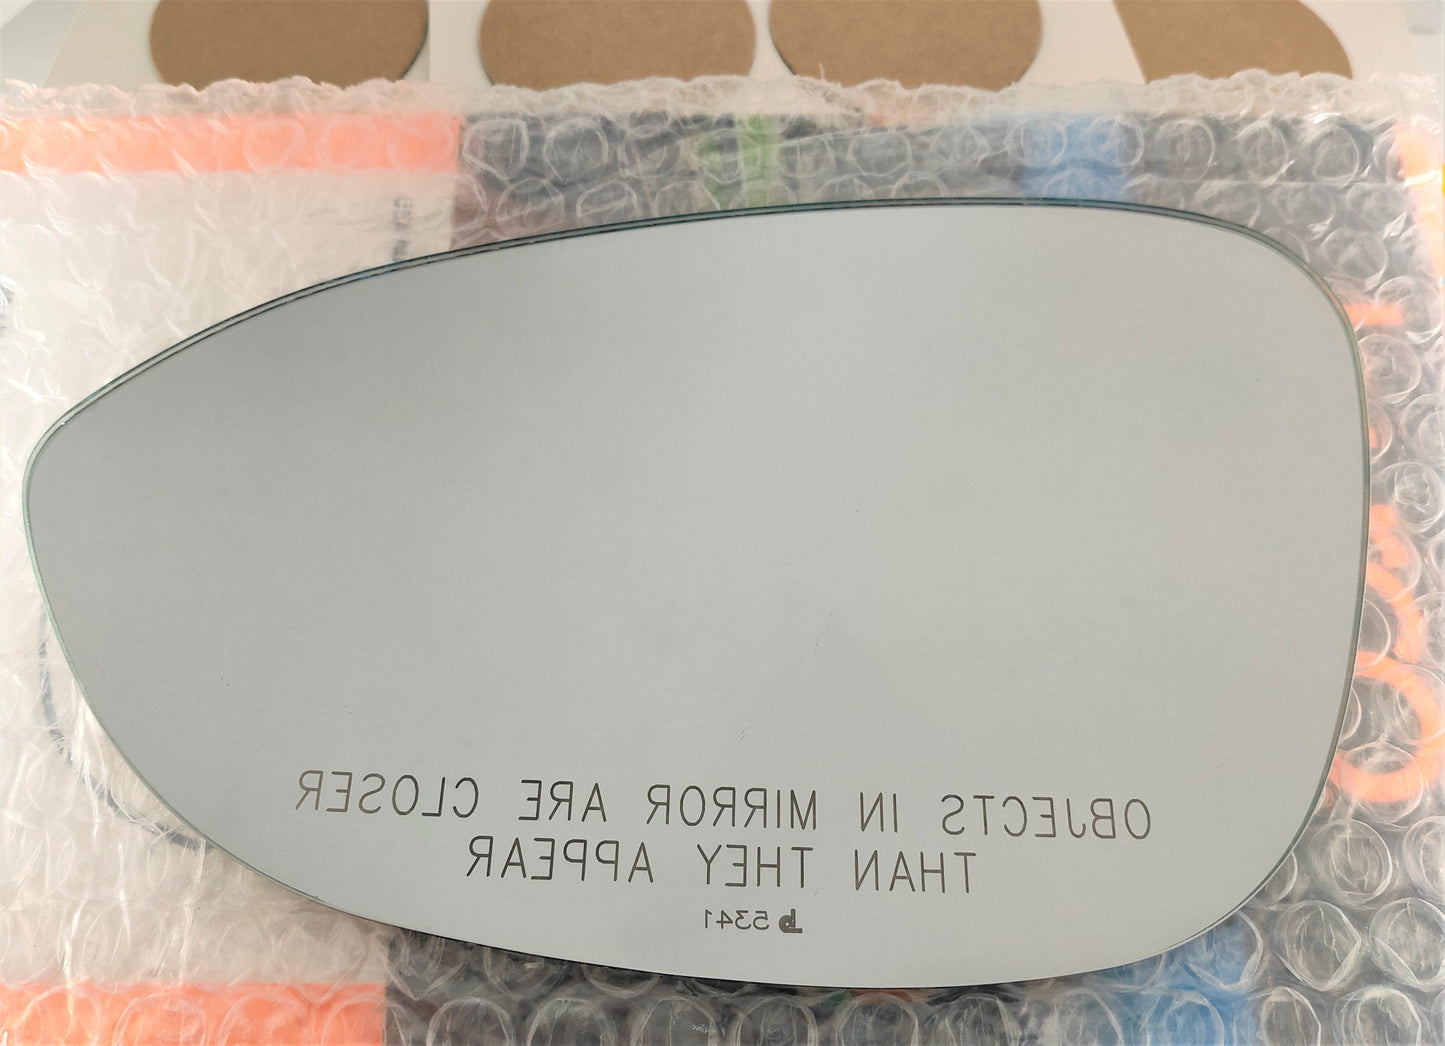 OBJECTS IN MIRROR ARE CLOSER
THAN THEY APPEAR
5341